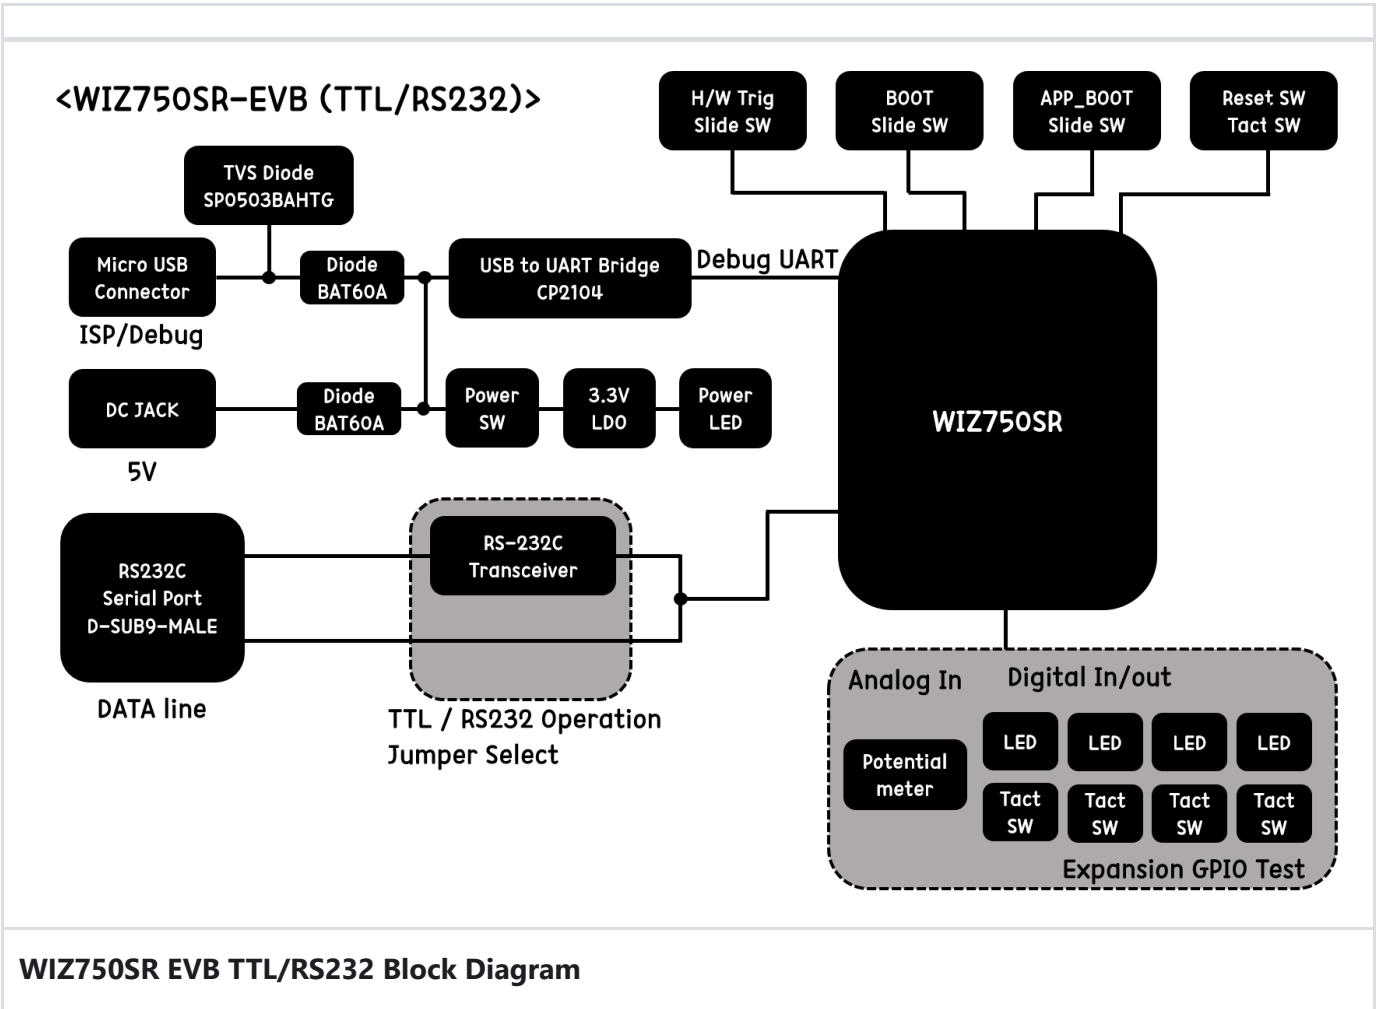 <WIZ750SR-EVB (TTL/RS232)>
H/W Trig
Slide SW
BOOT
Slide SW
APP_BOOT
Slide SW
Reset SW
Tact SW
TVS Diode
SP0503BAHTG
Micro USB
Connector
ISP/Debug
Diode
BAT60A
USB to UART Bridge
CP2104
Debug UART
WIZ750SR
DC JACK
5V
Diode
BAT60A
Power
SW
3.3V
LDO
Power
LED
RS232C
Serial Port
D-SUB9-MALE
DATA line
RS-232C
Transceiver
TTL / RS232 Operation
Jumper Select
Analog In
Digital In/out
Potential
meter
LED
LED
LED
LED
Tact
SW
Tact
SW
Tact
SW
Tact
SW
Expansion GPIO Test
WIZ750SR EVB TTL/RS232 Block Diagram